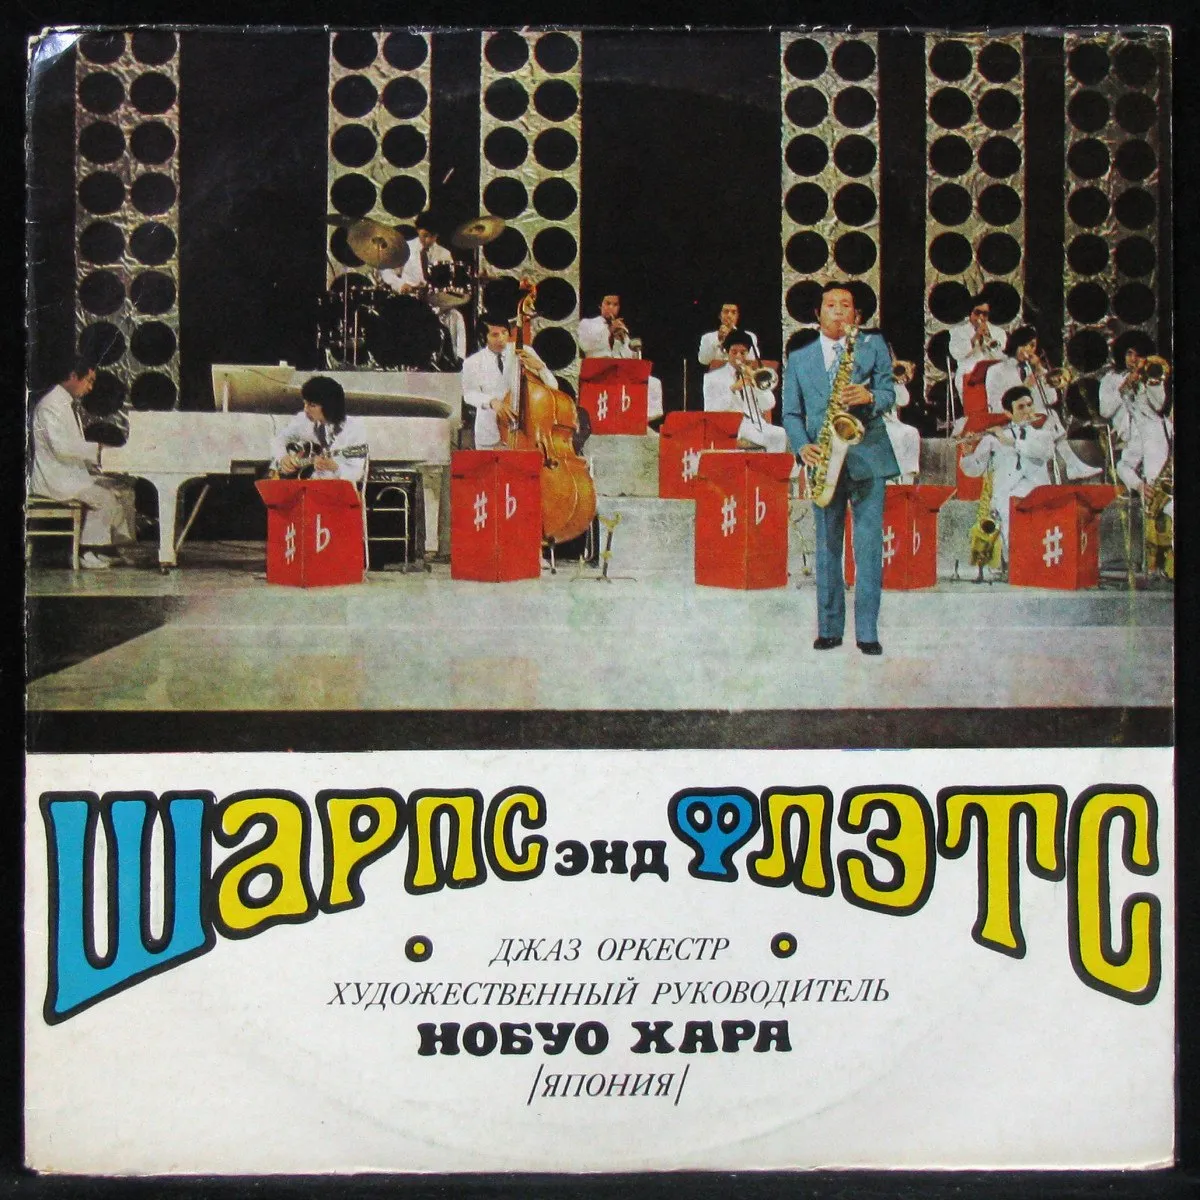 # b
# b
#
# b
# b
# b
#
ШАРПС ЭНД ФЛЭТС
ДЖАЗ ОРКЕСТР
ХУДОЖЕСТВЕННЫЙ РУКОВОДИТЕЛЬ
НОБУО ХАРА
/ЯПОНИЯ/